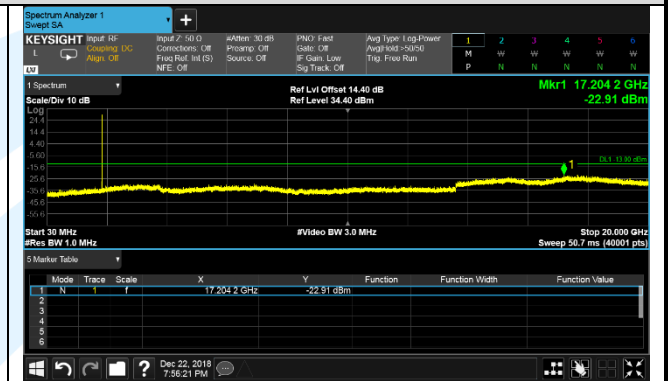 Spectrum Analyzer 1
Swept SA
KEYSIGHT Input: RF Input Z: 50 Ω #Atten: 30 dB PNO: Fast Avg Type: Log-Power 1 2 3 4 5 6
L Coupling: DC Corrections: Off Preamp: Off Gate: Off Avg|Hold:>50/50 M W W W W W
Align: Off Freq Ref: Int (S) Source: Off IF Gain: Low Trig: Free Run P N N N N N
NFE: Off Sig Track: Off
1 Spectrum Ref Lvl Offset 14.40 dB Mkr1 17.204 2 GHz
Scale/Div 10 dB Ref Level 34.40 dBm -22.91 dBm
Log
24.4
14.4
4.40
-5.60
1 DL1 -13.00 dBm
-15.6
-25.6
-35.6
-45.6
-55.6
Start 30 MHz #Video BW 3.0 MHz Stop 20.000 GHz
#Res BW 1.0 MHz Sweep 50.7 ms (40001 pts)
5 Marker Table
Mode Trace Scale X Y Function Function Width Function Value
1 N 1 f 17.204 2 GHz -22.91 dBm
2
3
4
5
6
? Dec 22, 2018
7:56:21 PM